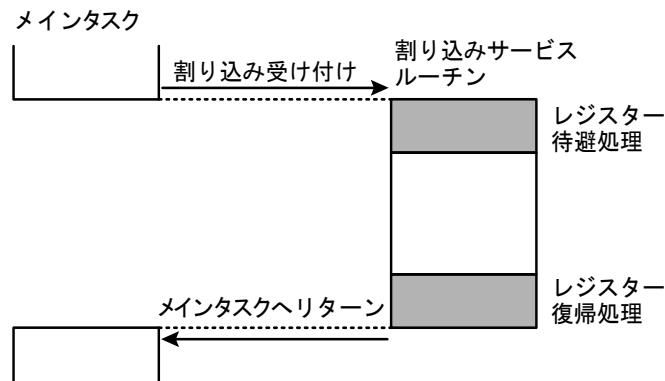 メインタスク
割り込み受け付け
割り込みサービス
ルーチン
レジスター
待避処理
メインタスクへリターン
レジスター
復帰処理